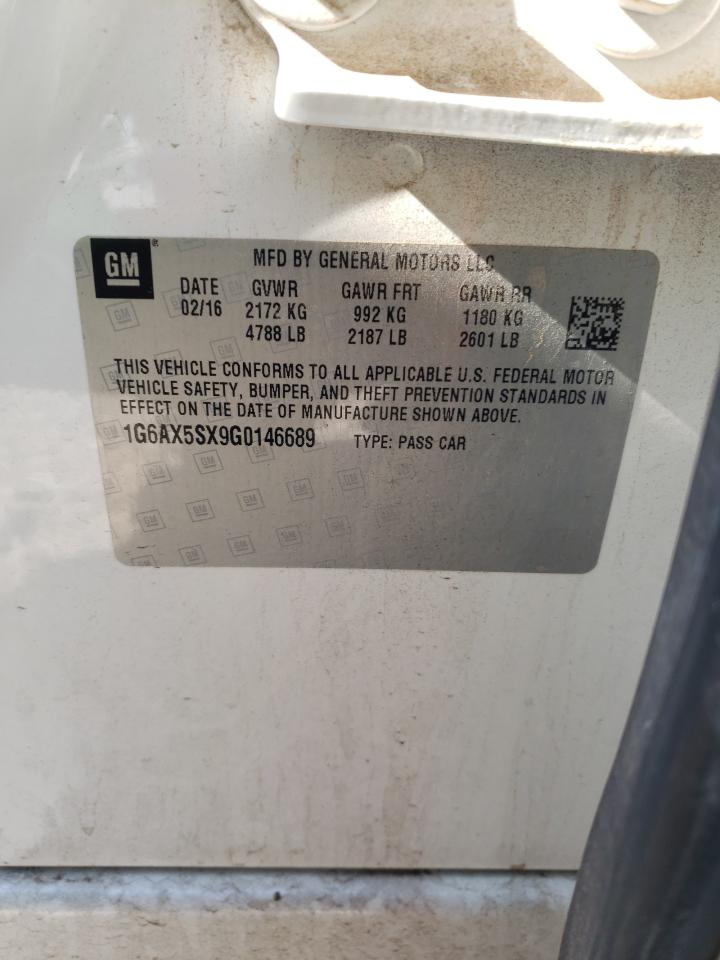 GM ® MFD BY GENERAL MOTORS LLC
DATE GVWR GAWR FRT GAWR RR
02/16 2172 KG 992 KG 1180 KG
4788 LB 2187 LB 2601 LB
THIS VEHICLE CONFORMS TO ALL APPLICABLE U.S. FEDERAL MOTOR
VEHICLE SAFETY, BUMPER, AND THEFT PREVENTION STANDARDS IN
EFFECT ON THE DATE OF MANUFACTURE SHOWN ABOVE.
1G6AX5SX9G0146689 TYPE: PASS CAR